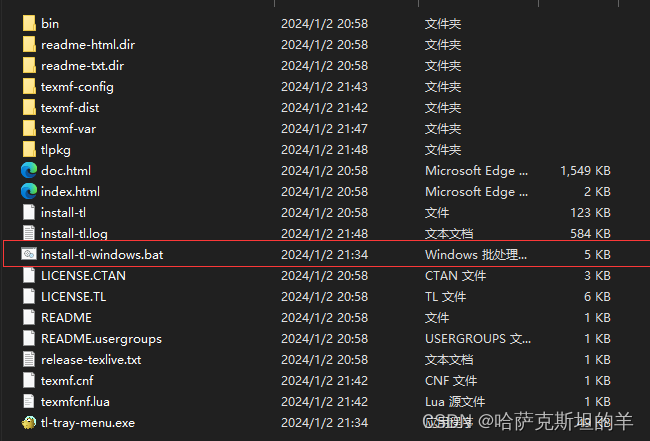 bin 2024/1/2 20:58 文件夹
readme-html.dir 2024/1/2 20:58 文件夹
readme-txt.dir 2024/1/2 20:58 文件夹
texmf-config 2024/1/2 21:43 文件夹
texmf-dist 2024/1/2 21:42 文件夹
texmf-var 2024/1/2 21:47 文件夹
tlpkg 2024/1/2 21:48 文件夹
doc.html 2024/1/2 20:58 Microsoft Edge ... 1,549 KB
index.html 2024/1/2 20:58 Microsoft Edge ... 2 KB
install-tl 2024/1/2 20:58 文件 123 KB
install-tl.log 2024/1/2 21:48 文本文档 584 KB
install-tl-windows.bat 2024/1/2 21:34 Windows 批处理... 5 KB
LICENSE.CTAN 2024/1/2 20:58 CTAN 文件 3 KB
LICENSE.TL 2024/1/2 20:58 TL 文件 6 KB
README 2024/1/2 20:58 文件 1 KB
README.usergroups 2024/1/2 20:58 USERGROUPS 文... 1 KB
release-texlive.txt 2024/1/2 20:58 文本文档 1 KB
texmf.cnf 2024/1/2 21:42 CNF 文件 1 KB
texmfcnf.lua 2024/1/2 21:42 Lua 源文件 1 KB
tl-tray-menu.exe 2024/1/2 21:34 应用程序 KB
CSDN @哈萨克斯坦的羊